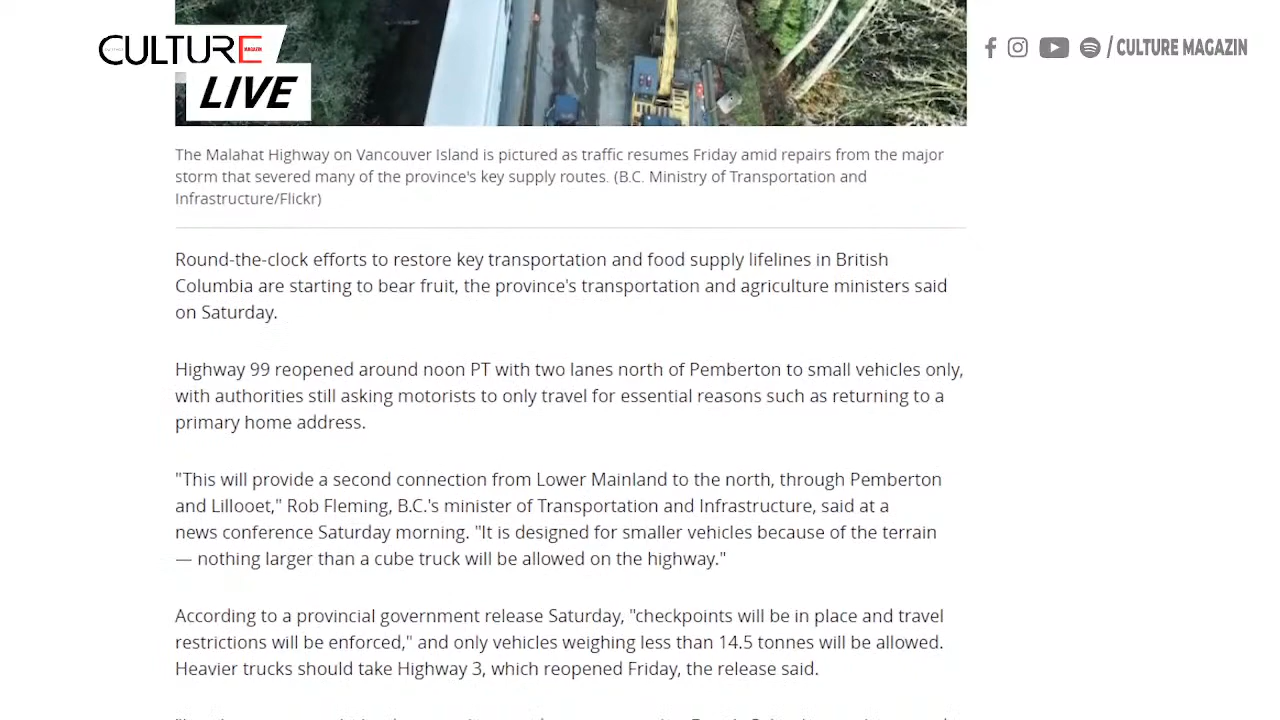 CULTURE
MAGAZIN
LIVE
/ CULTURE MAGAZIN
The Malahat Highway on Vancouver Island is pictured as traffic resumes Friday amid repairs from the major
storm that severed many of the province's key supply routes. (B.C. Ministry of Transportation and
Infrastructure/Flickr)
Round-the-clock efforts to restore key transportation and food supply lifelines in British
Columbia are starting to bear fruit, the province's transportation and agriculture ministers said
on Saturday.
Highway 99 reopened around noon PT with two lanes north of Pemberton to small vehicles only,
with authorities still asking motorists to only travel for essential reasons such as returning to a
primary home address.
"This will provide a second connection from Lower Mainland to the north, through Pemberton
and Lillooet," Rob Fleming, B.C.'s minister of Transportation and Infrastructure, said at a
news conference Saturday morning. "It is designed for smaller vehicles because of the terrain
— nothing larger than a cube truck will be allowed on the highway."
According to a provincial government release Saturday, "checkpoints will be in place and travel
restrictions will be enforced," and only vehicles weighing less than 14.5 tonnes will be allowed.
Heavier trucks should take Highway 3, which reopened Friday, the release said.